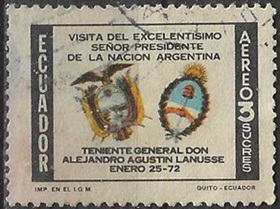 VISITA DEL EXCELENTISIMO
SEÑOR PRESIDENTE
DE LA NACION ARGENTINA
ECUADOR
AEREO 3 SUCRES
TENIENTE GENERAL DON
ALEJANDRO AGUSTIN LANUSSE
ENERO 25-72
IMP. EN EL I.G.M.
QUITO - ECUADOR